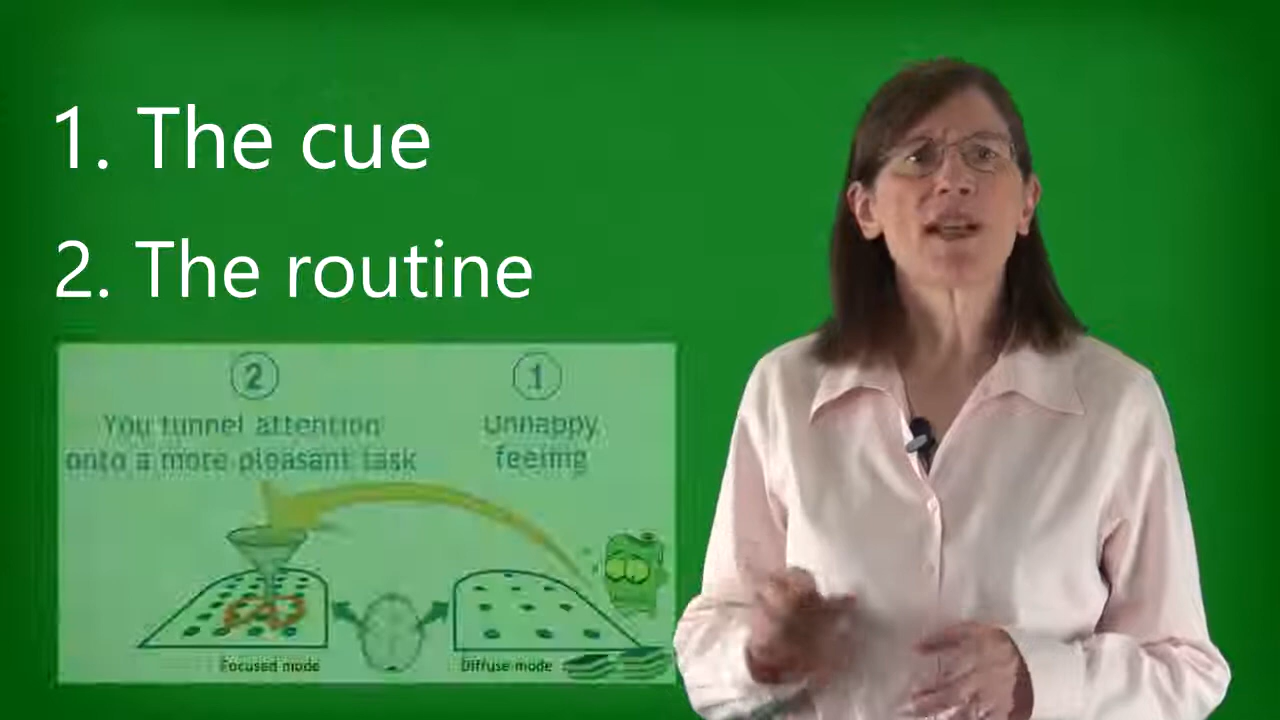 1. The cue
2. The routine
2
You tunnel attention
onto a more pleasant task
1
Unhappy
feeling
Focused mode
Diffuse mode